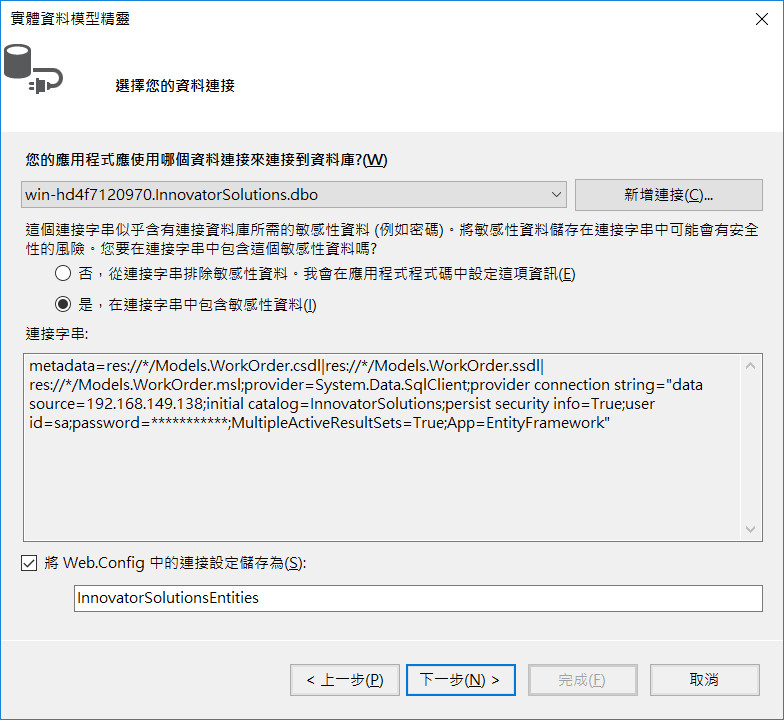 實體資料模型精靈
選擇您的資料連接
您的應用程式應使用哪個資料連接來連接到資料庫?(W)
win-hd4f7120970.InnovatorSolutions.dbo
新增連接(C)...
這個連接字串似乎含有連接資料庫所需的敏感性資料 (例如密碼)。將敏感性資料儲存在連接字串中可能會有安全
性的風險。您要在連接字串中包含這個敏感性資料嗎?
否，從連接字串排除敏感性資料。我會在應用程式程式碼中設定這項資訊(E)
是，在連接字串中包含敏感性資料(I)
連接字串:
metadata=res://*/Models.WorkOrder.csdl|res://*/Models.WorkOrder.ssdl|
res://*/Models.WorkOrder.msl;provider=System.Data.SqlClient;provider connection string="data
source=192.168.149.138;initial catalog=InnovatorSolutions;persist security info=True;user
id=sa;password=***********;MultipleActiveResultSets=True;App=EntityFramework"
將 Web.Config 中的連接設定儲存為(S):
InnovatorSolutionsEntities
< 上一步(P)
下一步(N) >
完成(F)
取消